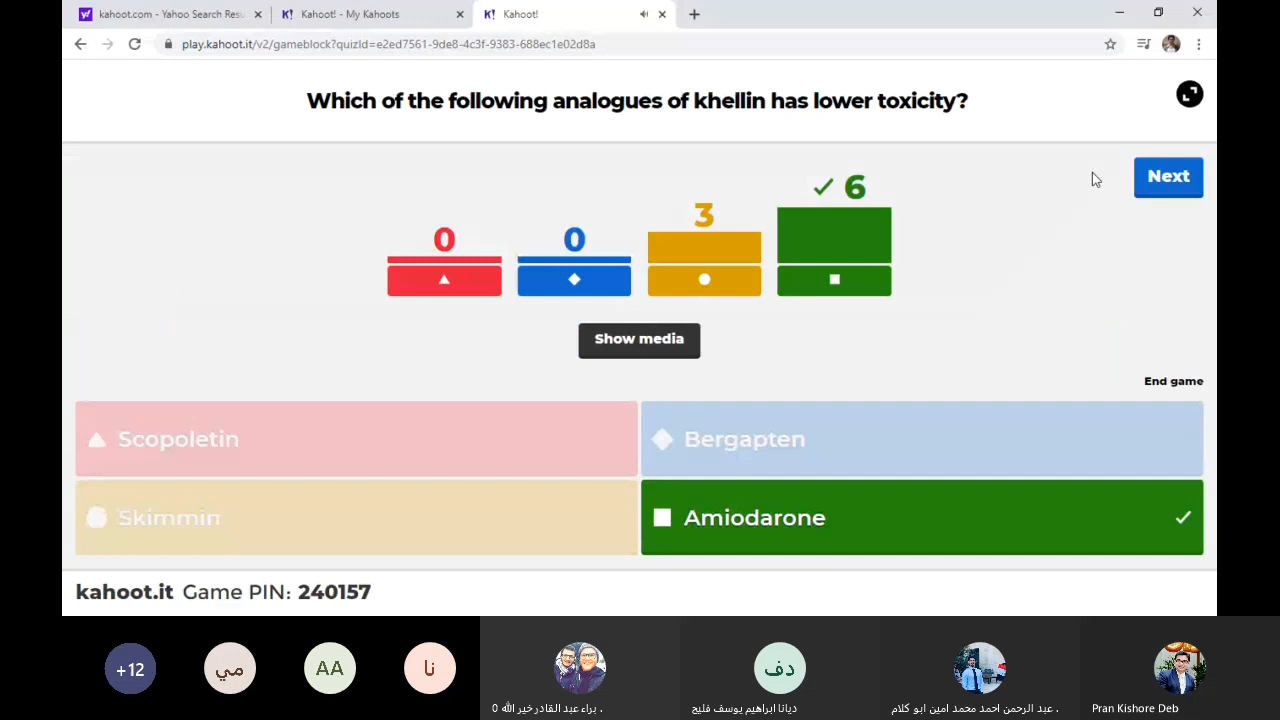 kahoot.com - Yahoo Search Resu
Kahoot! - My Kahoots
Kahoot!
play.kahoot.it/v2/gameblock?quizId=e2ed7561-9de8-4c3f-9383-688ec1e02d8a
Which of the following analogues of khellin has lower toxicity?
Next
0
0
3
6
Show media
End game
Scopoletin
Bergapten
Skimmin
Amiodarone
kahoot.it Game PIN: 240157
+12
مي
AA
نا
دف
براء عبد القادر خير الله 0 .
ديانا ابراهيم يوسف فليح
عبد الرحمن احمد محمد امين ابو كلام .
Pran Kishore Deb